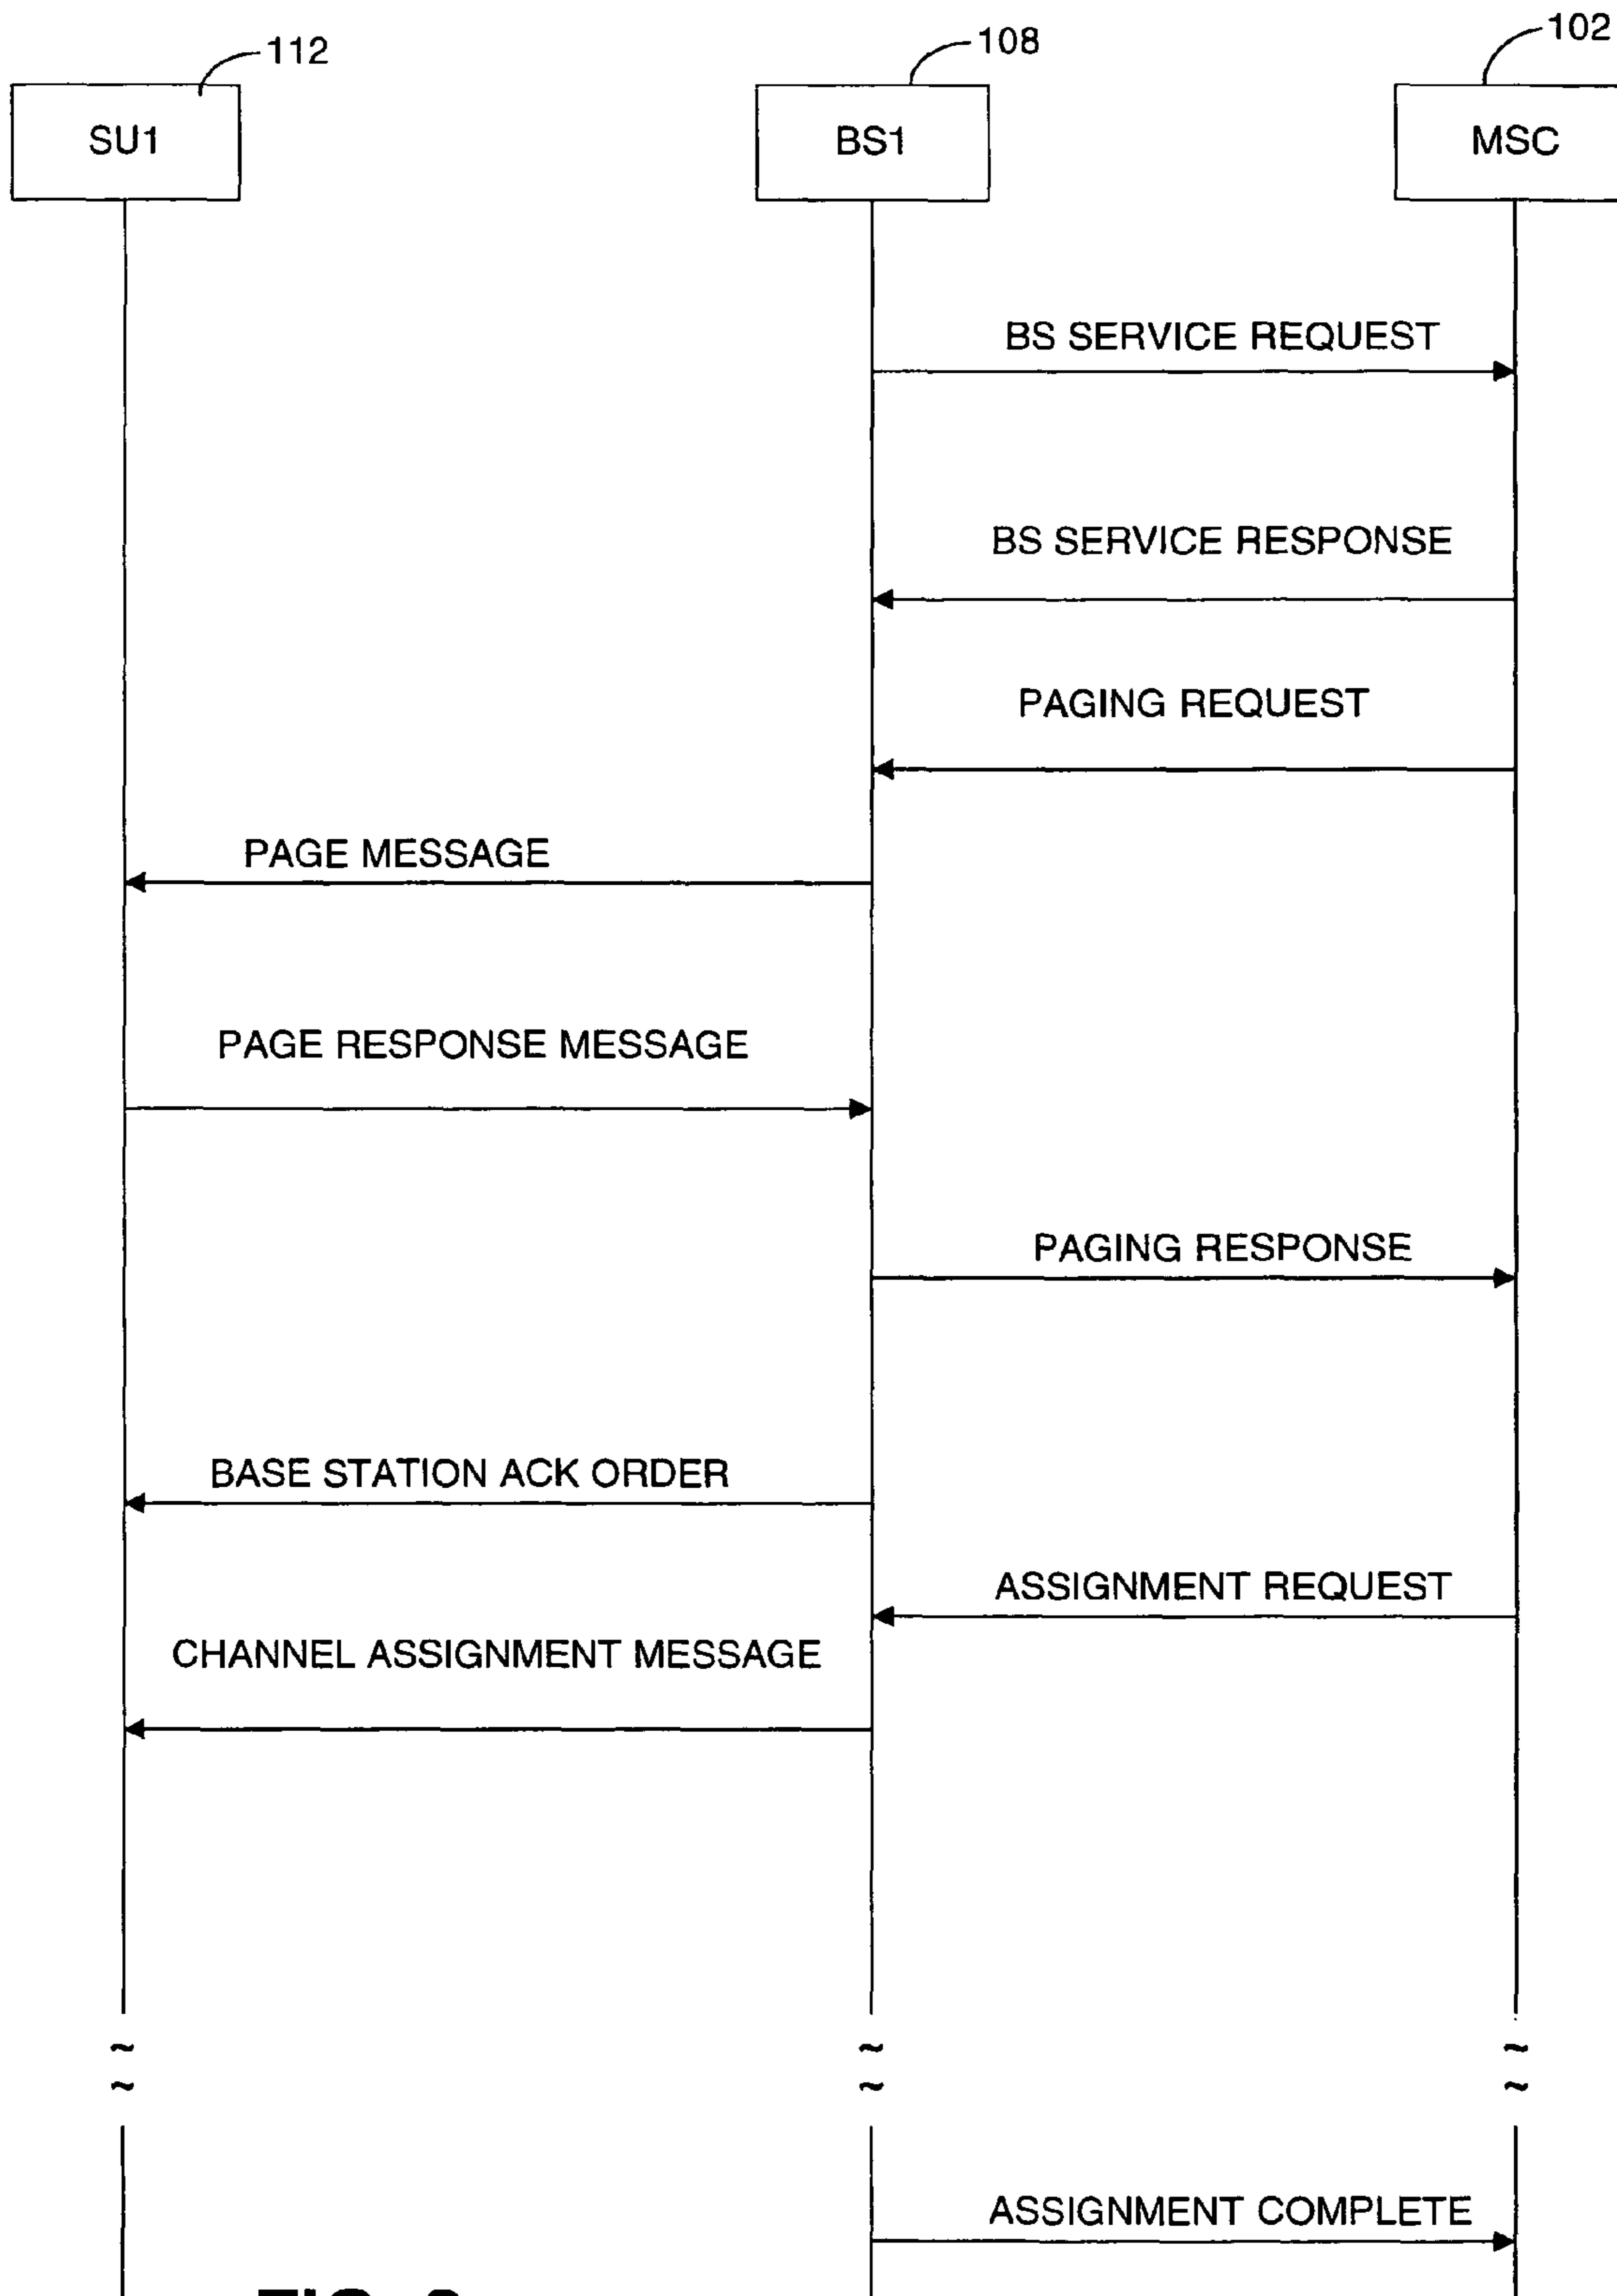 112
108
102
SU1
BS1
MSC
BS SERVICE REQUEST
BS SERVICE RESPONSE
PAGING REQUEST
PAGE MESSAGE
PAGE RESPONSE MESSAGE
PAGING RESPONSE
BASE STATION ACK ORDER
ASSIGNMENT REQUEST
CHANNEL ASSIGNMENT MESSAGE
ASSIGNMENT COMPLETE